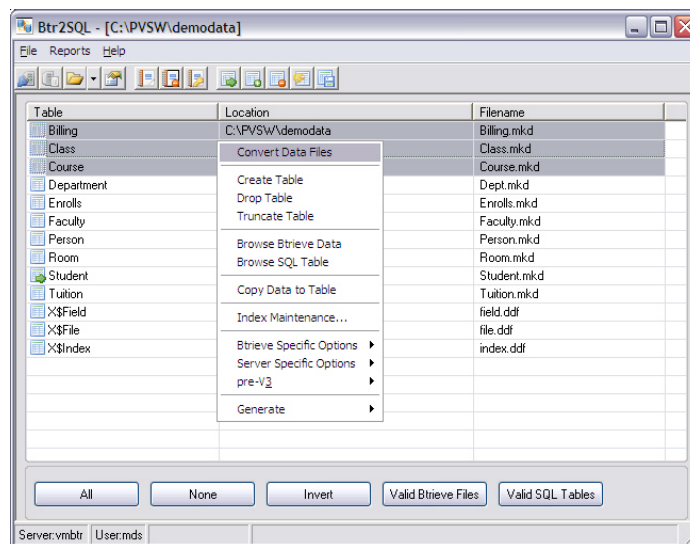 Btr2SQL - [C:\PVSW\demodata]
File Reports Help
Table Location Filename
Billing C:\PVSW\demodata Billing.mkd
Class Class.mkd
Course Course.mkd
Department Dept.mkd
Enrolls Enrolls.mkd
Faculty Faculty.mkd
Person Person.mkd
Room Room.mkd
Student Student.mkd
Tuition Tuition.mkd
X$Field field.ddf
X$File file.ddf
X$Index index.ddf
Convert Data Files
Create Table
Drop Table
Truncate Table
Browse Btrieve Data
Browse SQL Table
Copy Data to Table
Index Maintenance...
Btrieve Specific Options
Server Specific Options
pre-V3
Generate
All None Invert Valid Btrieve Files Valid SQL Tables
Server:vmbtr User:mds